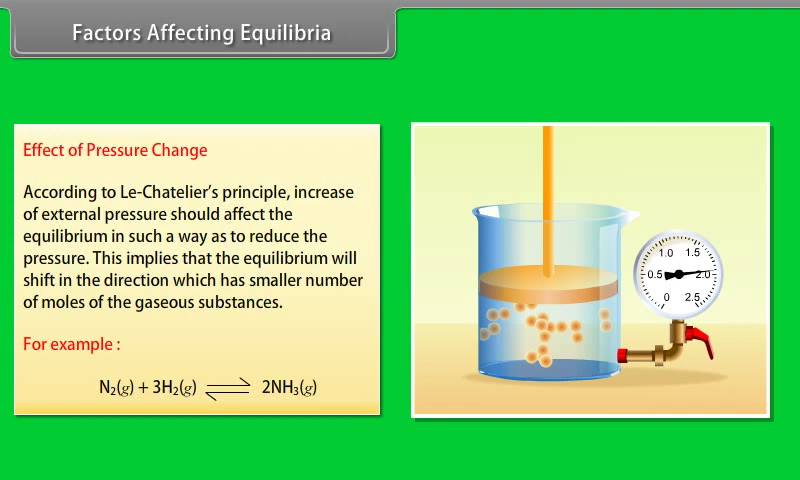 Factors Affecting Equilibria
Effect of Pressure Change
According to Le-Chatelier's principle, increase
of external pressure should affect the
equilibrium in such a way as to reduce the
pressure. This implies that the equilibrium will
shift in the direction which has smaller number
of moles of the gaseous substances.
For example :
N₂(g) + 3H₂(g) ⇌ 2NH₃(g)
1.0 1.5
0.5 2.0
0 2.5